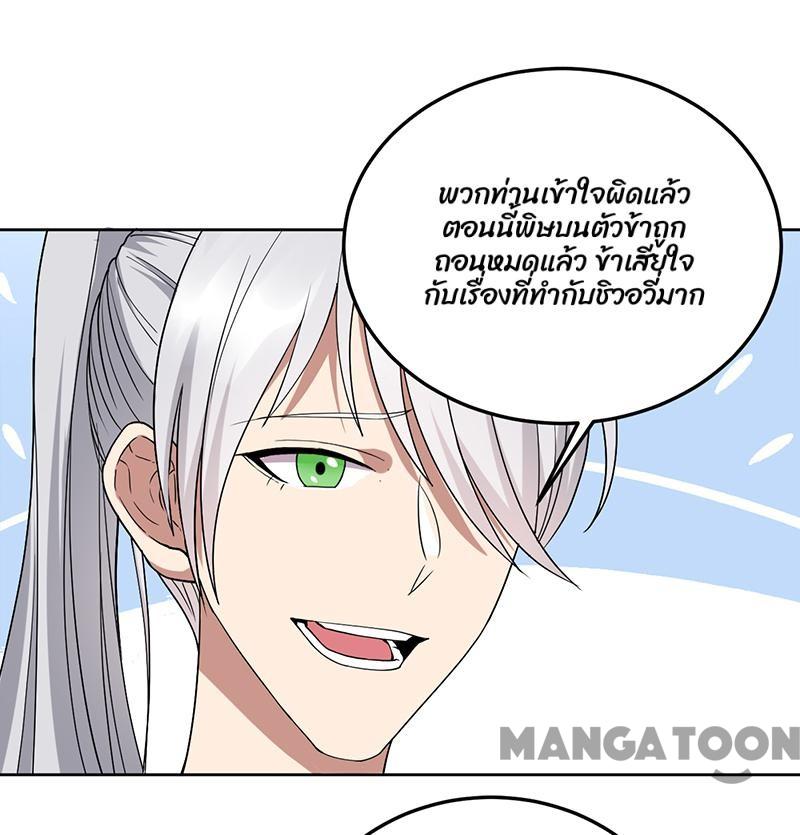 พวกท่านเข้าใจผิดแล้ว
ตอนนี้พิษบนตัวข้าถูก
ถอนหมดแล้ว ข้าเสียใจ
กับเรื่องที่ทำกับชิวอวี่มาก
MANGATOON